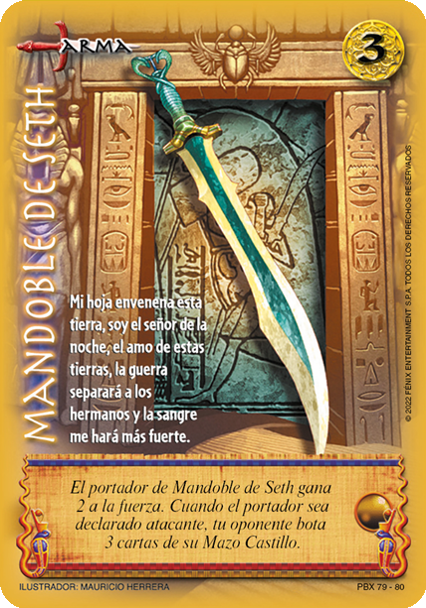 ARMA
3
MANDOBLE DE SETH
Mi hoja envenena esta
tierra, soy el señor de la
noche, el amo de estas
tierras, la guerra
separará a los
hermanos y la sangre
me hará más fuerte.
© 2022 FÉNIX ENTERTAINMENT S.P.A. TODOS LOS DERECHOS RESERVADOS
El portador de Mandoble de Seth gana
2 a la fuerza. Cuando el portador sea
declarado atacante, tu oponente bota
3 cartas de su Mazo Castillo.
ILUSTRADOR: MAURICIO HERRERA
PBX 79 - 80